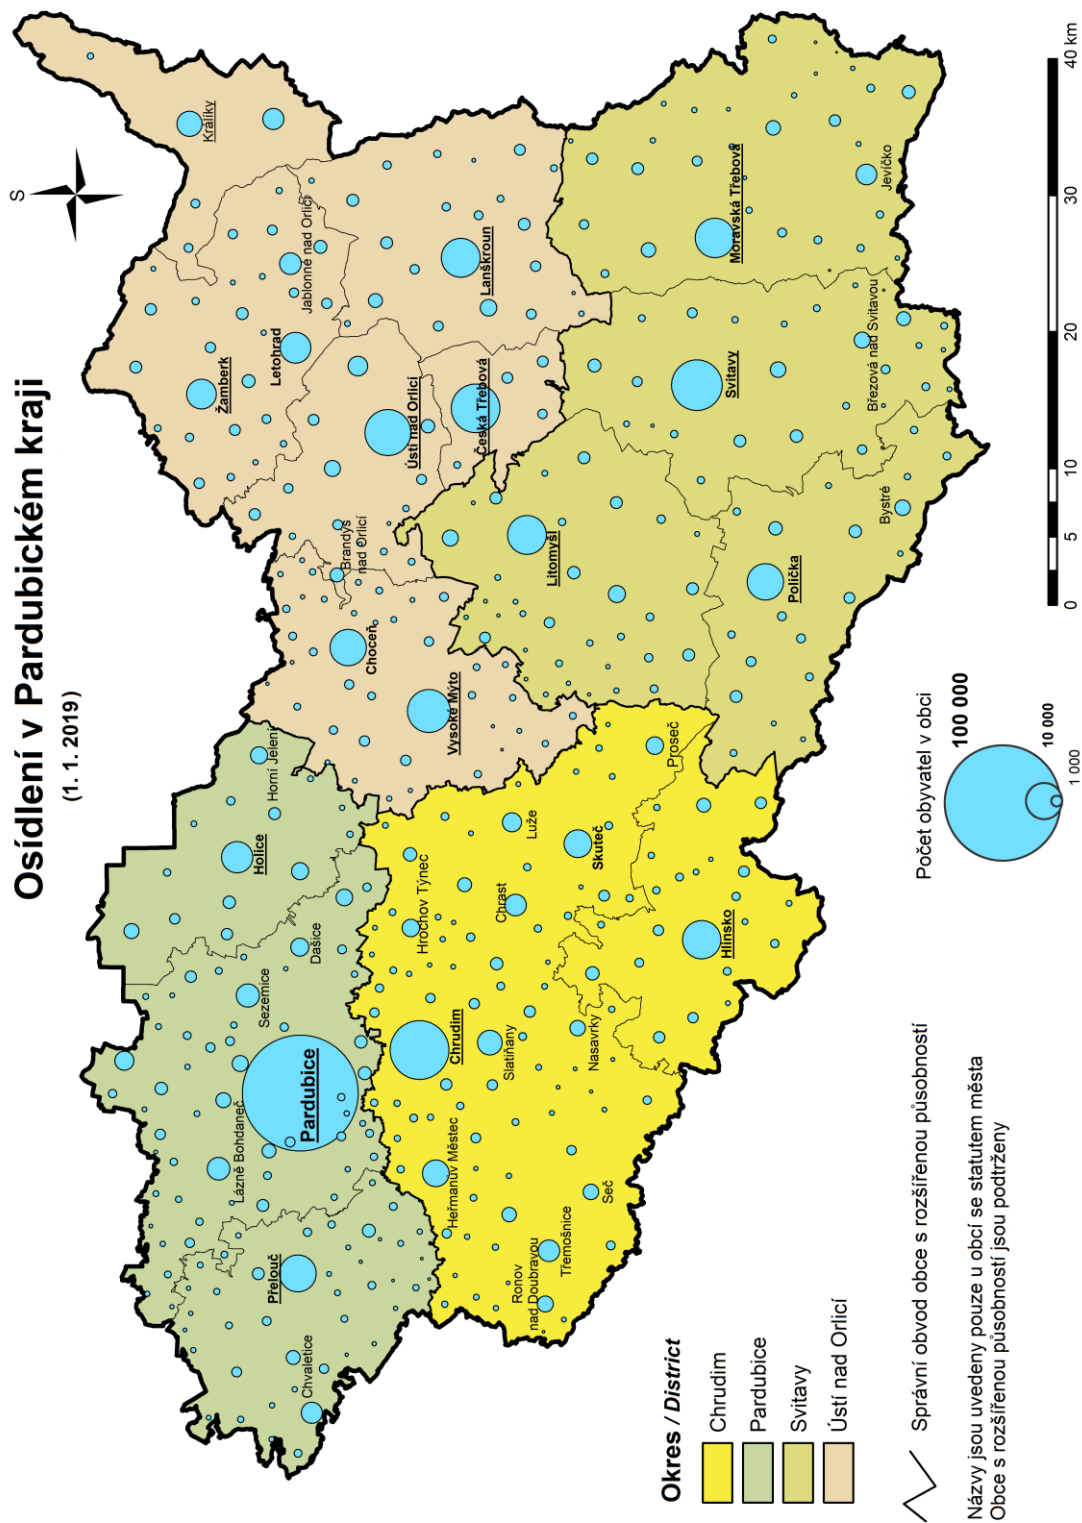 Osídlení v Pardubickém kraji
(1. 1. 2019)
S
Králíky
Žamberk
Jablonné nad Orlicí
Letohrad
Lanškroun
Ústí nad Orlicí
Česká Třebová
Brandýs
nad Orlicí
Choceň
Vysoké Mýto
Horní Jelení
Holice
Dašice
Sezemice
Pardubice
Lázně Bohdaneč
Přelouč
Chvaletice
Moravská Třebová
Jevíčko
Svitavy
Březová nad Svitavou
Litomyšl
Bystré
Polička
Proseč
Luže
Skuteč
Hrochov Týnec
Chrast
Hlinsko
Chrudim
Slatiňany
Nasavrky
Heřmanův Městec
Seč
Třemošnice
Ronov
nad Doubravou
Okres / District
Chrudim
Pardubice
Svitavy
Ústí nad Orlicí
Správní obvod obce s rozšířenou působností
Názvy jsou uvedeny pouze u obcí se statutem města
Obce s rozšířenou působností jsou podtrženy
Počet obyvatel v obci
100 000
10 000
1 000
0 5 10 20 30 40 km